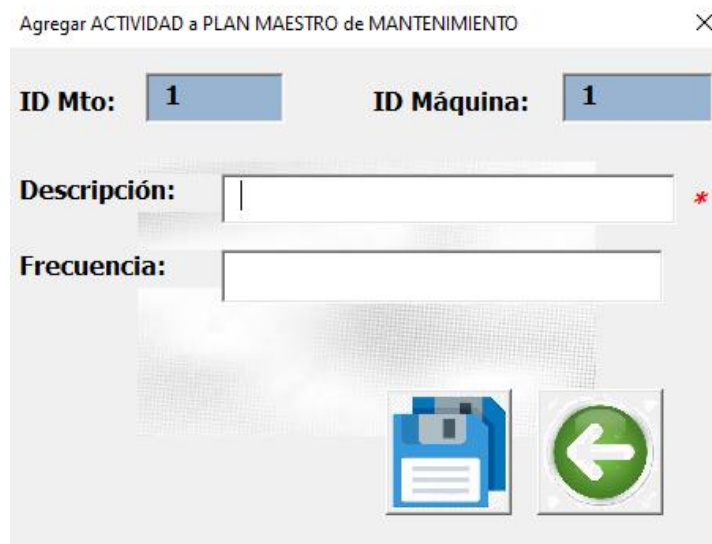 Agregar ACTIVIDAD a PLAN MAESTRO de MANTENIMIENTO
ID Mto: 1 ID Máquina: 1
Descripción: *
Frecuencia: